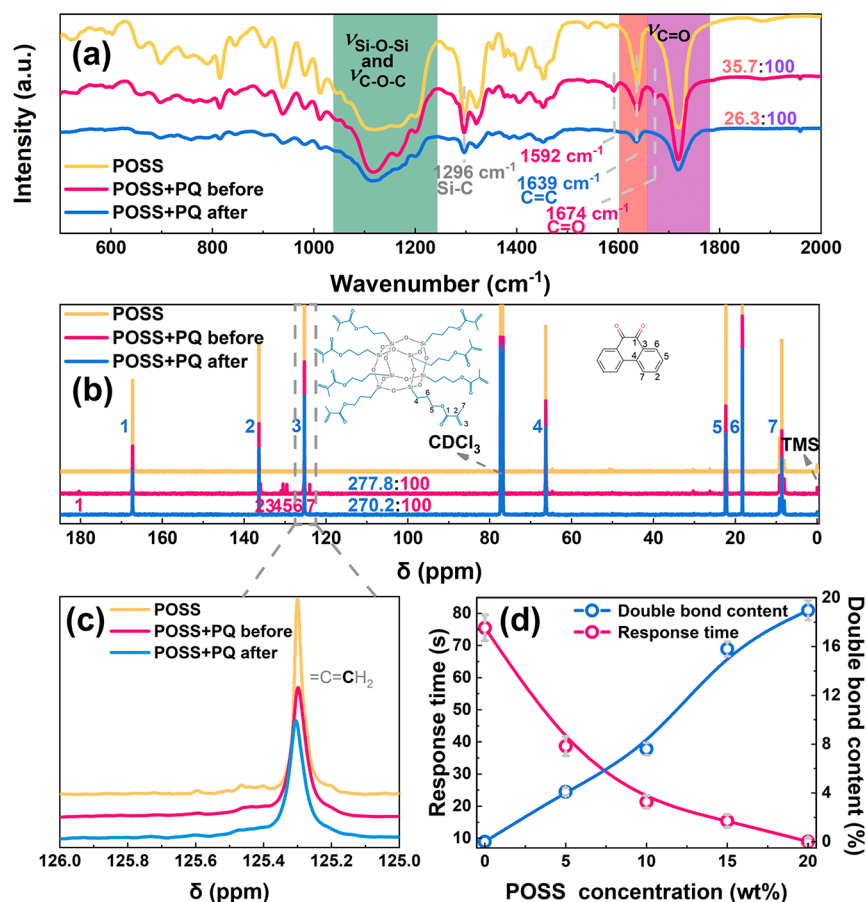 (a)
Intensity (a.u.)
νSi-O-Si
and
νC-O-C
νC=O
35.7:100
26.3:100
POSS
POSS+PQ before
POSS+PQ after
1296 cm-1
Si-C
1592 cm-1
1639 cm-1
C=C
1674 cm-1
C=O
500 600 800 1000 1200 1400 1600 1800 2000
Wavenumber (cm-1)
(b)
POSS
POSS+PQ before
POSS+PQ after
1 2 3 4 5 6 7
CDCl3
TMS
277.8:100
270.2:100
1 2 3 4 5 6 7
180 160 140 120 100 80 60 40 20 0
δ (ppm)
(c)
POSS
POSS+PQ before
POSS+PQ after
=C=CH2
126.0 125.8 125.6 125.4 125.2 125.0
δ (ppm)
(d)
Double bond content
Response time
Response time (s)
80
70
60
50
40
30
20
10
Double bond content (%)
20
16
12
8
4
0
0 5 10 15 20
POSS concentration (wt%)